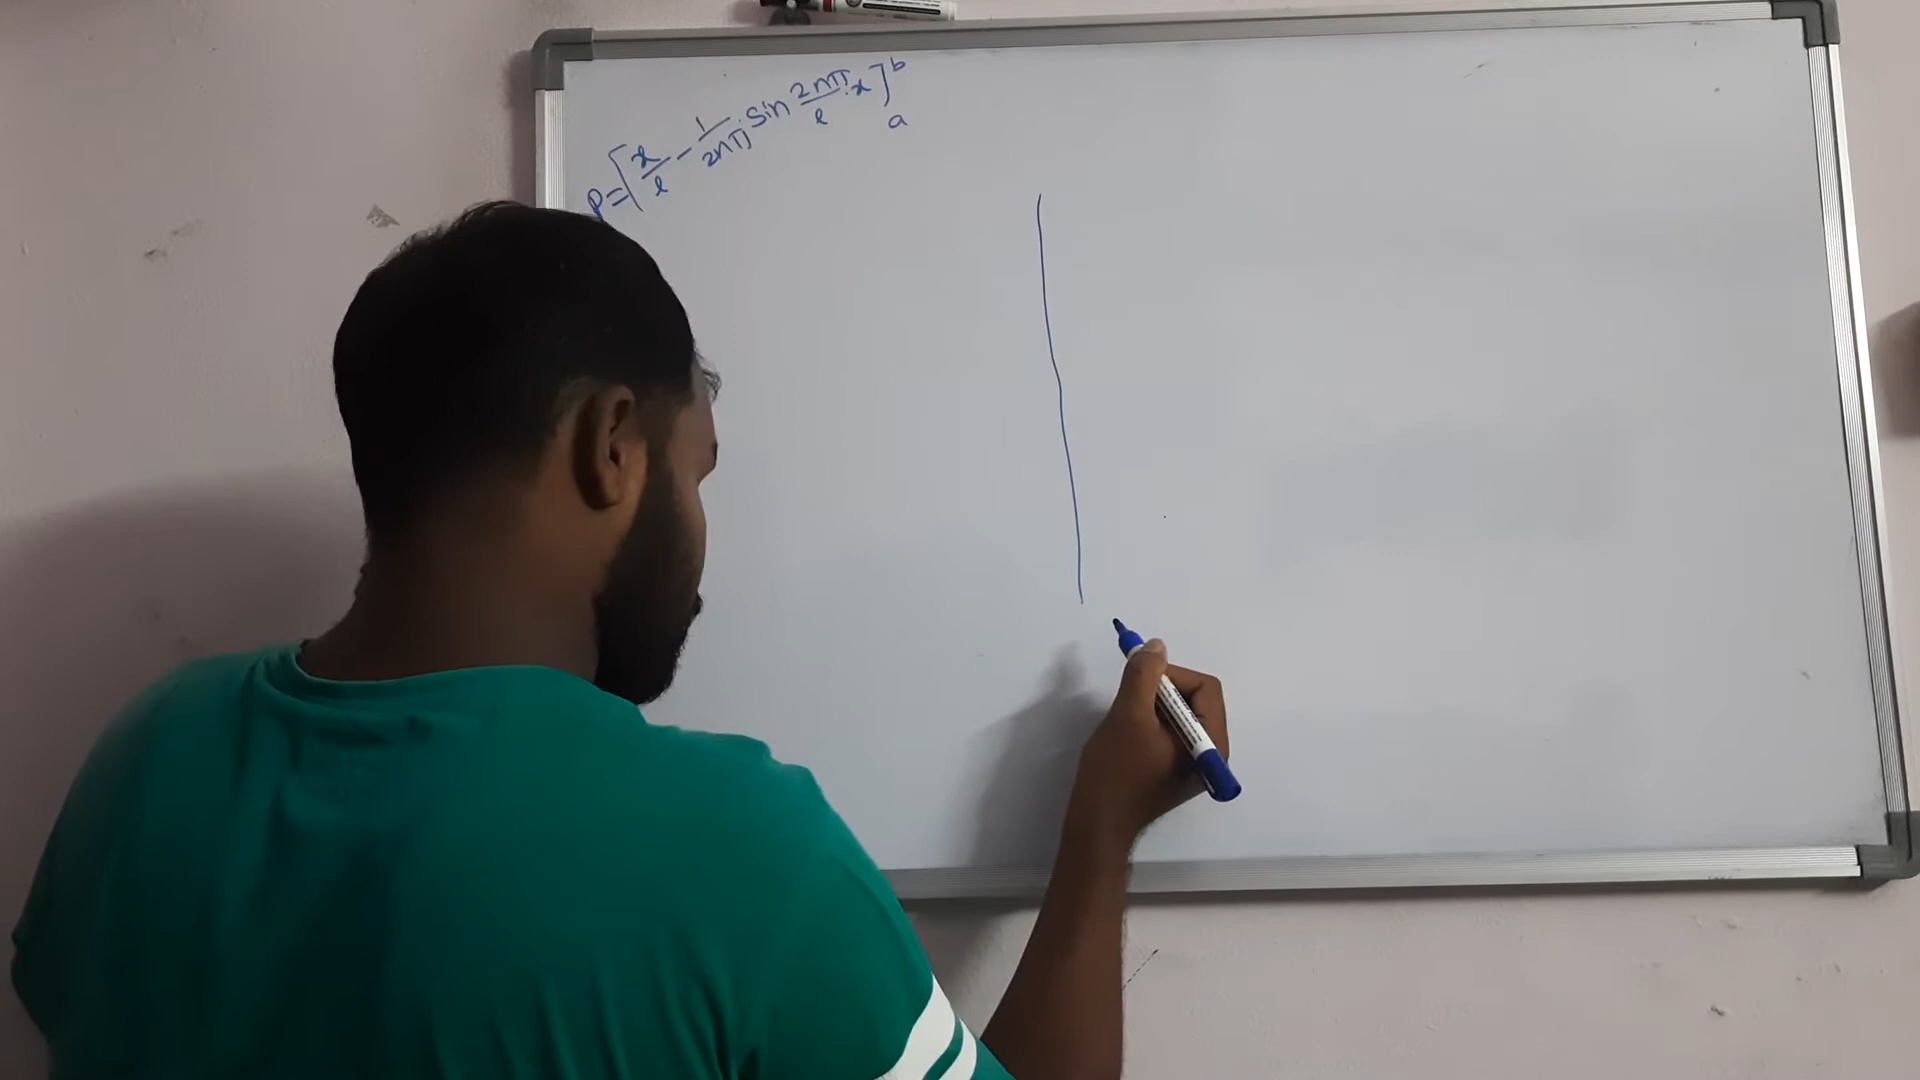 P = [x/l - 1/2nπ sin 2nπ/l . x]ᵇₐ